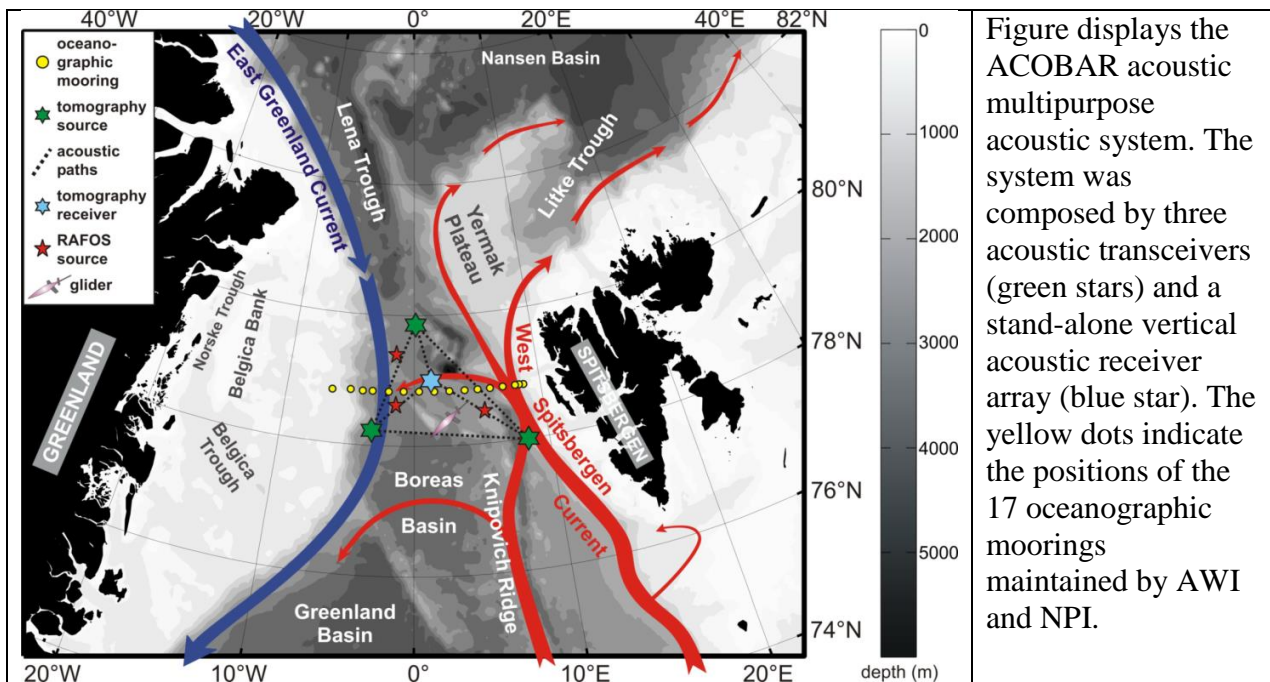 40°W
20°W
0°
20°E
40°E
82°N
oceano-
graphic
mooring
tomography
source
acoustic
paths
tomography
receiver
RAFOS
source
glider
East Greenland Current
Lena Trough
Nansen Basin
Litke Trough
Yermak
Plateau
80°N
78°N
76°N
74°N
Norske Trough
Belgica Bank
Belgica
Trough
GREENLAND
SPITSBERGEN
West
Spitsbergen
Current
Boreas
Basin
Knipovich Ridge
Greenland
Basin
20°W
10°W
0°
10°E
20°E
0
1000
2000
3000
4000
5000
depth (m)
Figure displays the
ACOBAR acoustic
multipurpose
acoustic system. The
system was
composed by three
acoustic transceivers
(green stars) and a
stand-alone vertical
acoustic receiver
array (blue star). The
yellow dots indicate
the positions of the
17 oceanographic
moorings
maintained by AWI
and NPI.